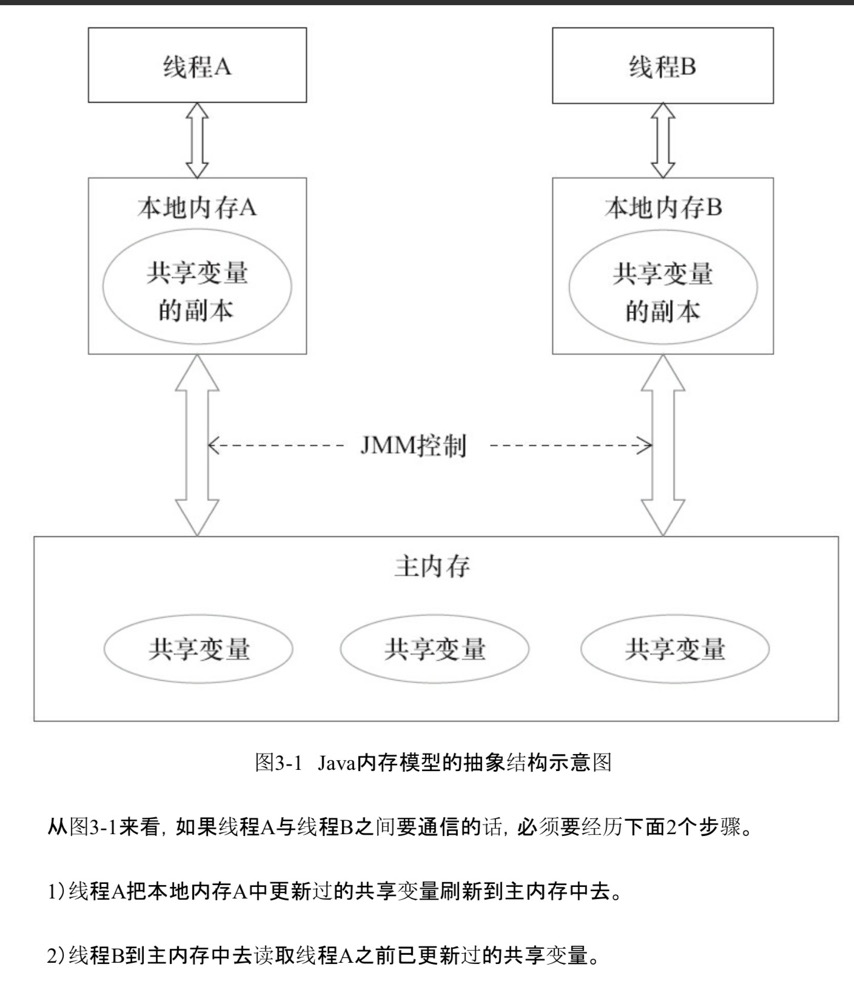 线程A 线程B
本地内存A 本地内存B
共享变量 共享变量
的副本 的副本
JMM控制
主内存
共享变量 共享变量 共享变量
图3-1 Java内存模型的抽象结构示意图
从图3-1来看，如果线程A与线程B之间要通信的话，必须要经历下面2个步骤。
1）线程A把本地内存A中更新过的共享变量刷新到主内存中去。
2）线程B到主内存中去读取线程A之前已更新过的共享变量。